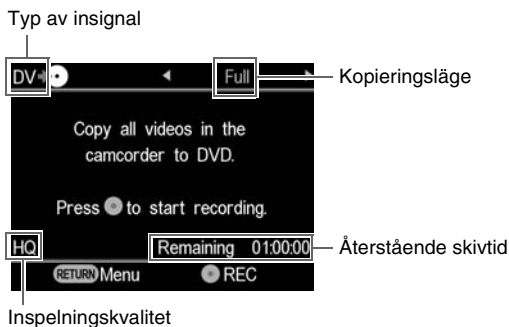 Typ av insignal
DV Full
Kopieringsläge
Copy all videos in the
camcorder to DVD.
Press to start recording.
HQ Remaining 01:00:00
Återstående skivtid
RETURN Menu REC
Inspelningskvalitet